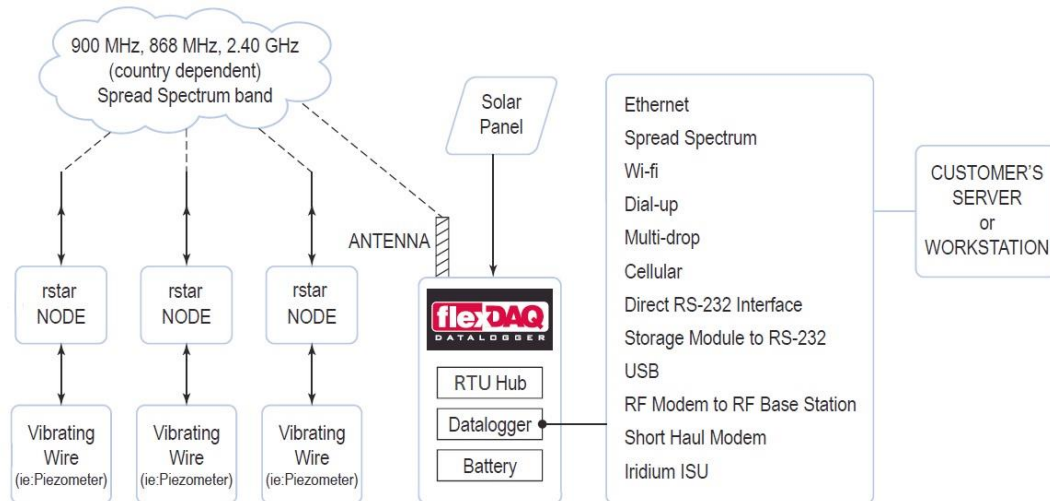 900 MHz, 868 MHz, 2.40 GHz
(country dependent)
Spread Spectrum band
Solar
Panel
ANTENNA
rstar
NODE
rstar
NODE
rstar
NODE
Vibrating
Wire
(ie:Piezometer)
Vibrating
Wire
(ie:Piezometer)
Vibrating
Wire
(ie:Piezometer)
flexDAQ
DATALOGGER
RTU Hub
Datalogger
Battery
Ethernet
Spread Spectrum
Wi-fi
Dial-up
Multi-drop
Cellular
Direct RS-232 Interface
Storage Module to RS-232
USB
RF Modem to RF Base Station
Short Haul Modem
Iridium ISU
CUSTOMER'S
SERVER
or
WORKSTATION